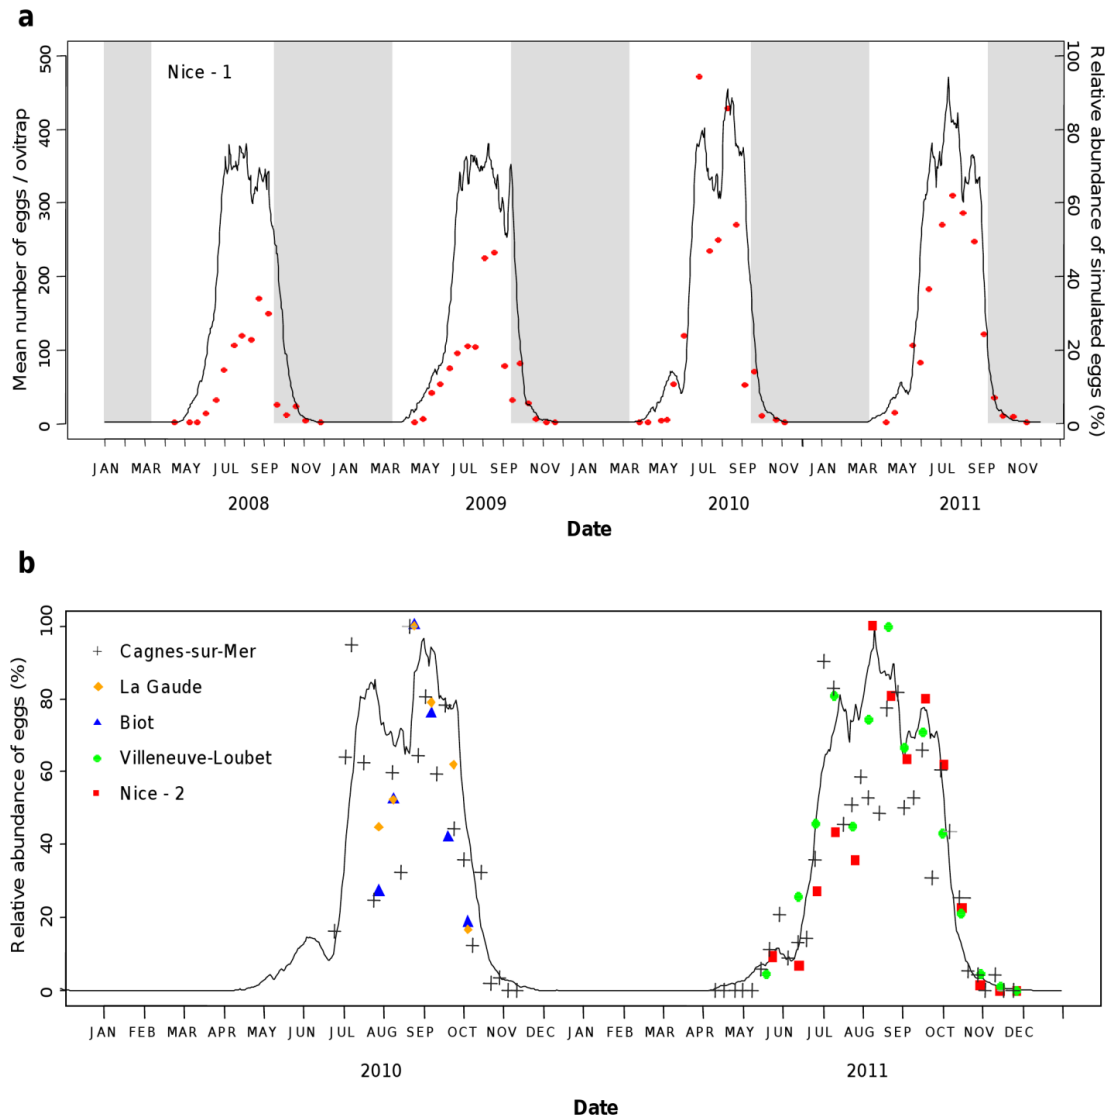 a
Nice - 1
Mean number of eggs / ovitrap
0 100 200 300 400 500
Relative abundance of simulated eggs (%)
0 20 40 60 80 100
JAN MAR MAY JUL SEP NOV JAN MAR MAY JUL SEP NOV JAN MAR MAY JUL SEP NOV JAN MAR MAY JUL SEP NOV
2008 2009 2010 2011
Date
b
Relative abundance of eggs (%)
0 20 40 60 80 100
Cagnes-sur-Mer
La Gaude
Biot
Villeneuve-Loubet
Nice - 2
JAN FEB MAR APR MAY JUN JUL AUG SEP OCT DEC JAN FEB MAR APR MAY JUN JUL AUG SEP OCT NOV DEC
2010 2011
Date